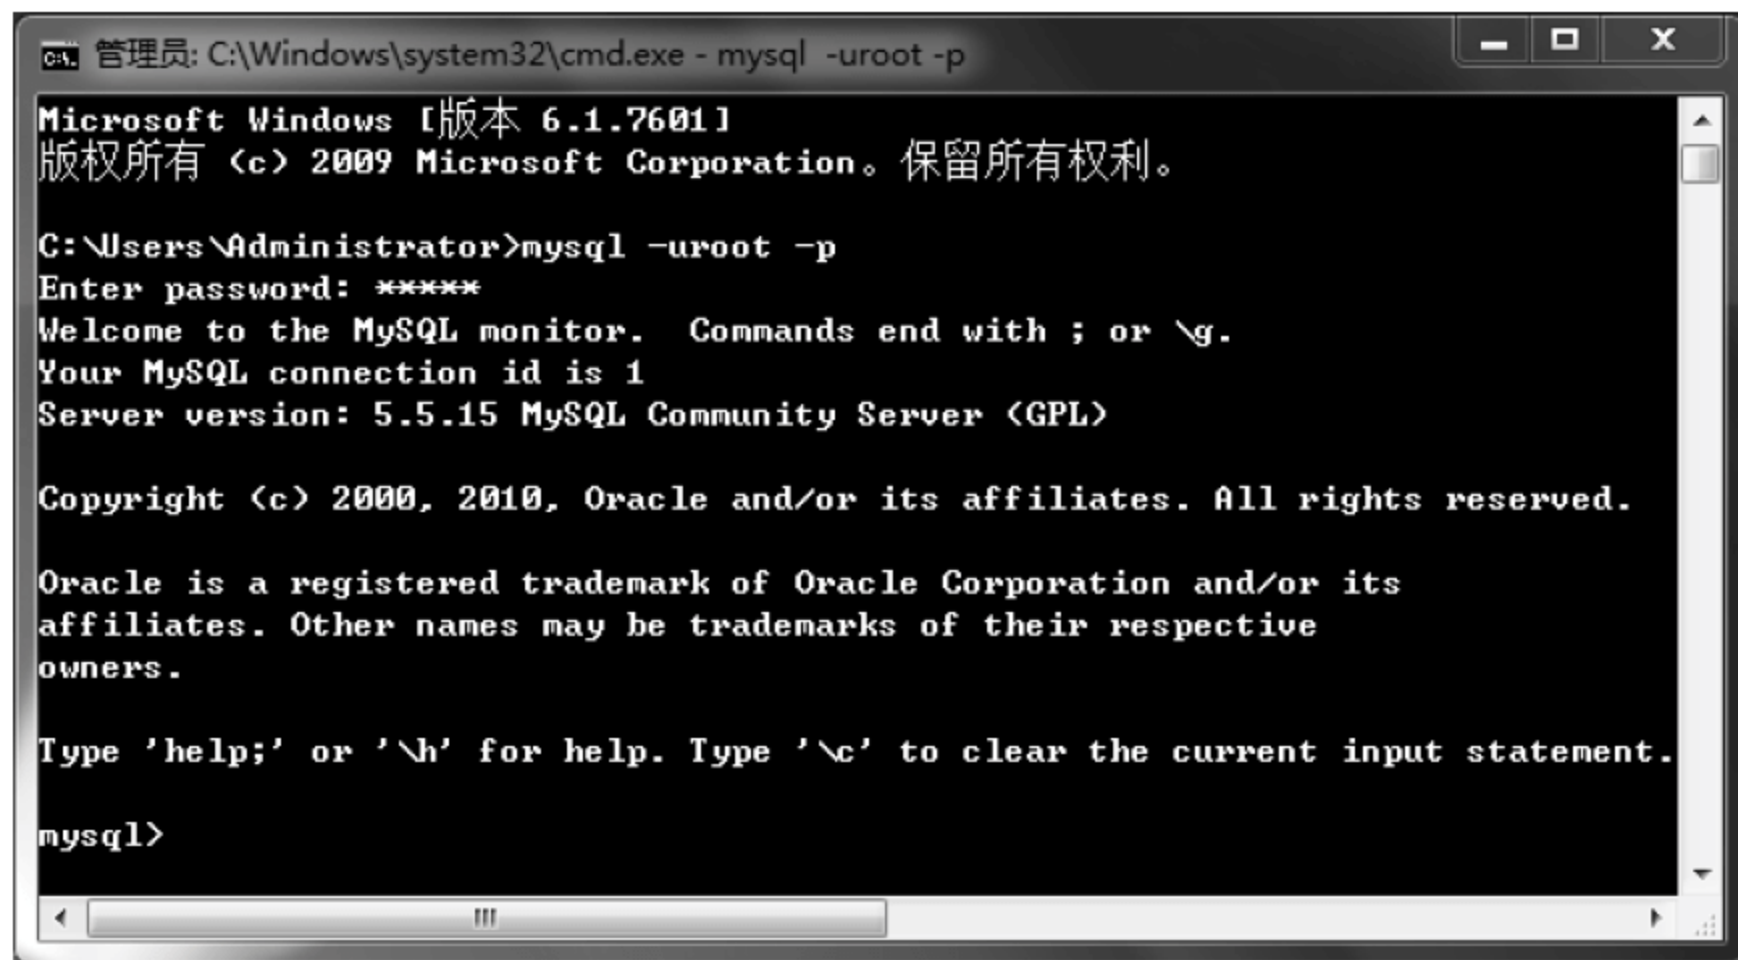 管理员: C:\Windows\system32\cmd.exe - mysql  -uroot -p
Microsoft Windows [版本 6.1.7601]
版权所有 (c) 2009 Microsoft Corporation。保留所有权利。
C:\Users\Administrator>mysql -uroot -p
Enter password: *****
Welcome to the MySQL monitor.  Commands end with ; or \g.
Your MySQL connection id is 1
Server version: 5.5.15 MySQL Community Server (GPL)
Copyright (c) 2000, 2010, Oracle and/or its affiliates. All rights reserved.
Oracle is a registered trademark of Oracle Corporation and/or its
affiliates. Other names may be trademarks of their respective
owners.
Type 'help;' or '\h' for help. Type '\c' to clear the current input statement.
mysql>